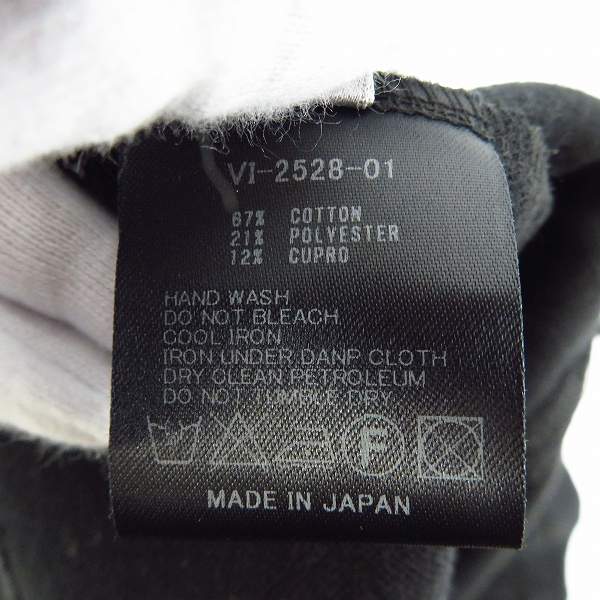 VI-2528-01
67% COTTON
21% POLYESTER
12% CUPRO
HAND WASH
DO NOT BLEACH
COOL IRON
IRON UNDER DANP CLOTH
DRY CLEAN PETROLEUM
DO NOT TUMBLE DRY
F
MADE IN JAPAN